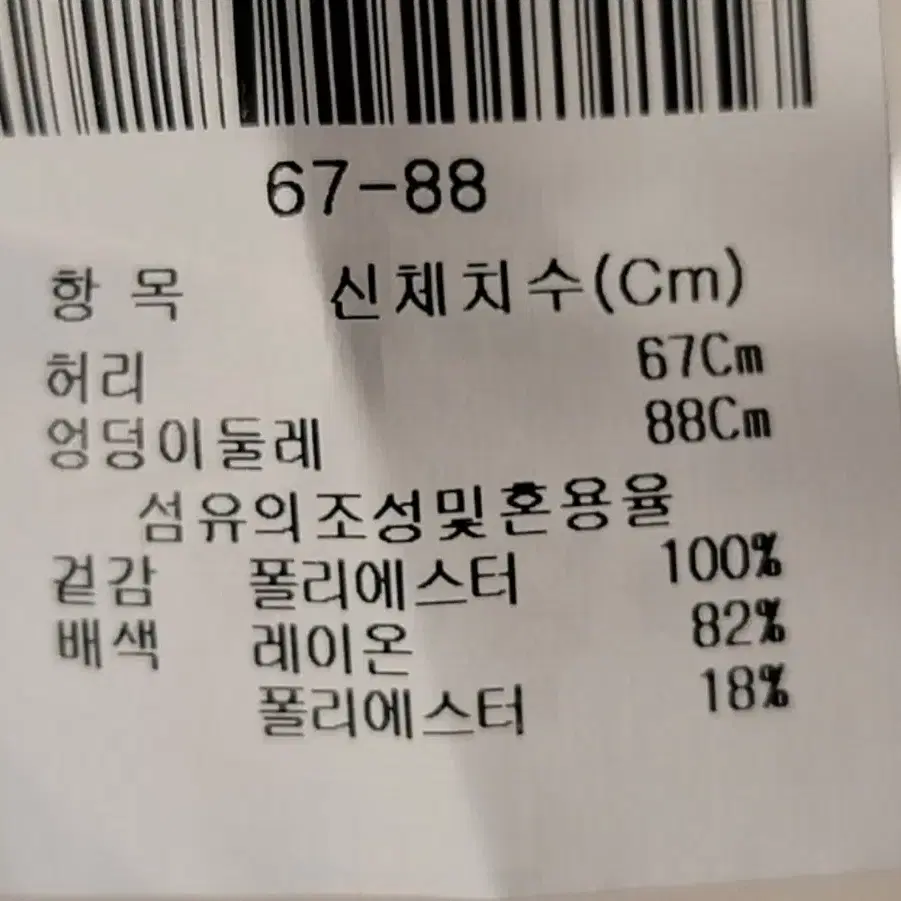 67-88
항 목 신체치수(Cm)
허리 67Cm
엉덩이둘레 88Cm
섬유의조성및혼용율
겉감 폴리에스터 100%
배색 레이온 82%
폴리에스터 18%